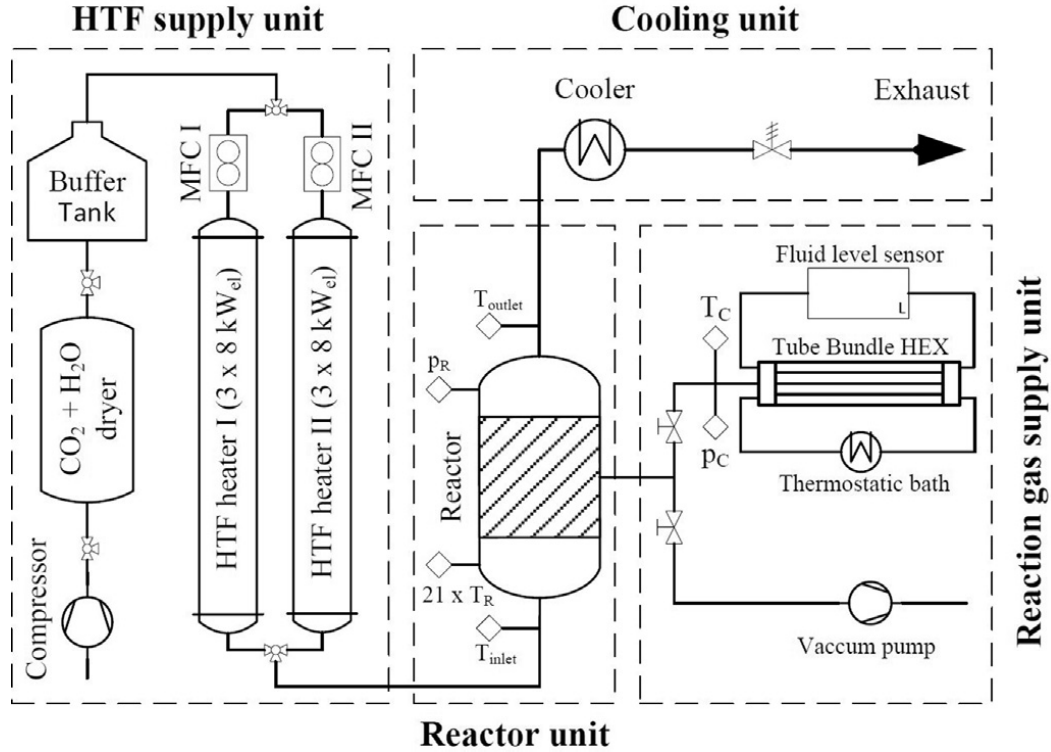 HTF supply unit
Cooling unit
Cooler
Exhaust
MFC I
MFC II
Buffer
Tank
HTF heater I (3 x 8 kWel)
HTF heater II (3 x 8 kWel)
CO2 + H2O
dryer
Compressor
Toutlet
pR
Reactor
21 x TR
Tinlet
Fluid level sensor
L
TC
Tube Bundle HEX
pC
Thermostatic bath
Vaccum pump
Reaction gas supply unit
Reactor unit